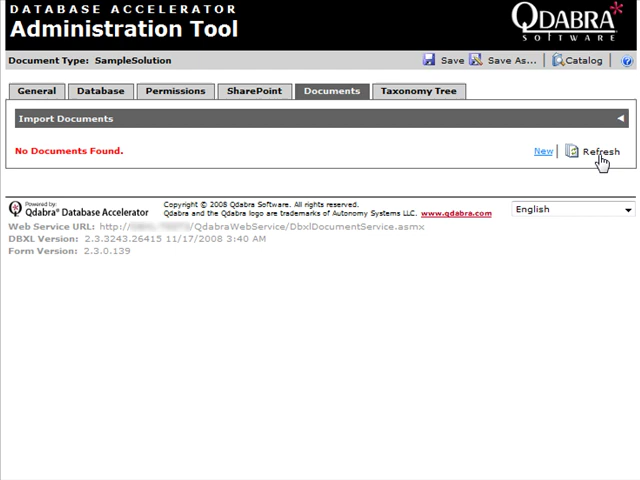 DATABASE ACCELERATOR
Administration Tool
QDABRA
SOFTWARE
Document Type: SampleSolution
Save Save As... Catalog
General Database Permissions SharePoint Documents Taxonomy Tree
Import Documents
No Documents Found.
New Refresh
Powered by:
Qdabra® Database Accelerator
Copyright © 2008 Qdabra Software. All rights reserved.
Qdabra and the Qdabra logo are trademarks of Autonomy Systems LLC. www.qdabra.com
English
Web Service URL: http:// /QdabraWebService/DbxlDocumentService.asmx
DBXL Version: 2.3.3243.26415 11/17/2008 3:40 AM
Form Version: 2.3.0.139